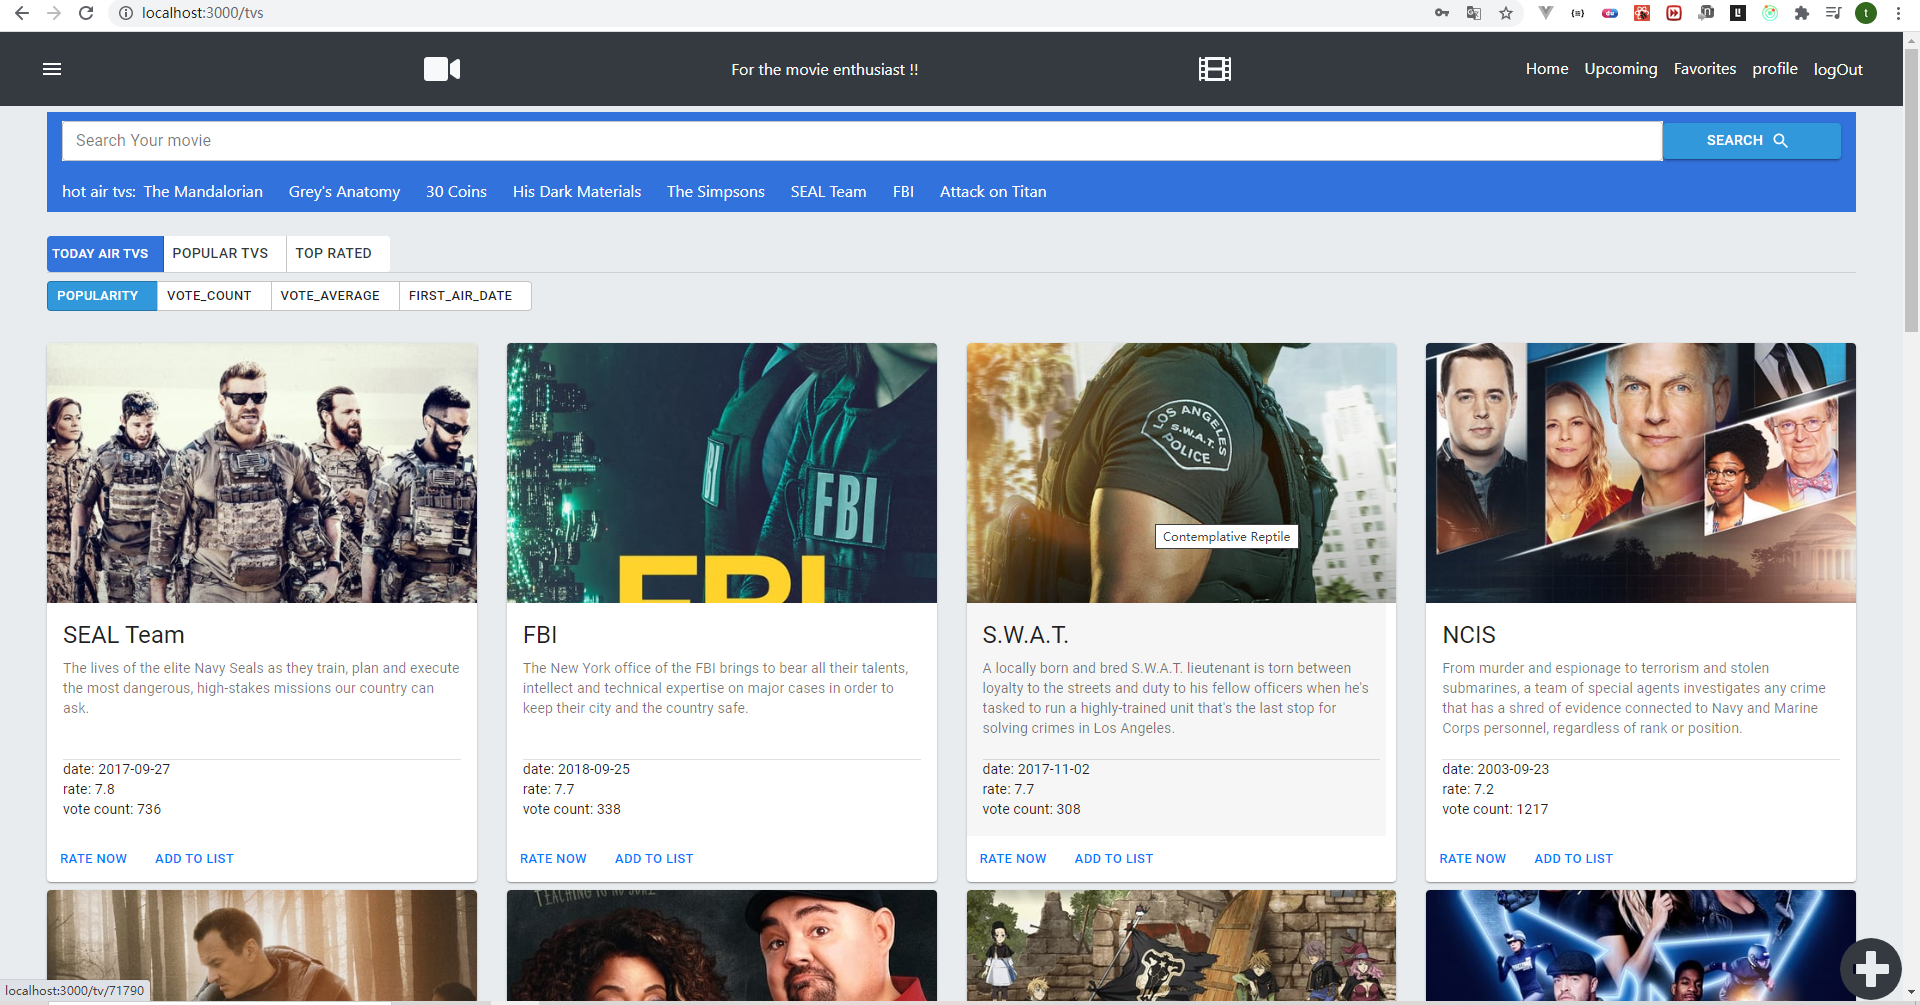 localhost:3000/tvs
For the movie enthusiast !!
Home Upcoming Favorites profile logOut
Search Your movie
SEARCH
hot air tvs: The Mandalorian Grey's Anatomy 30 Coins His Dark Materials The Simpsons SEAL Team FBI Attack on Titan
TODAY AIR TVS POPULAR TVS TOP RATED
POPULARITY VOTE_COUNT VOTE_AVERAGE FIRST_AIR_DATE
FBI
FBI
FBI
LOS ANGELES
S.W.A.T.
POLICE
Contemplative Reptile
SEAL Team
The lives of the elite Navy Seals as they train, plan and execute
the most dangerous, high-stakes missions our country can
ask.
date: 2017-09-27
rate: 7.8
vote count: 736
RATE NOW ADD TO LIST
FBI
The New York office of the FBI brings to bear all their talents,
intellect and technical expertise on major cases in order to
keep their city and the country safe.
date: 2018-09-25
rate: 7.7
vote count: 338
RATE NOW ADD TO LIST
S.W.A.T.
A locally born and bred S.W.A.T. lieutenant is torn between
loyalty to the streets and duty to his fellow officers when he's
tasked to run a highly-trained unit that's the last stop for
solving crimes in Los Angeles.
date: 2017-11-02
rate: 7.7
vote count: 308
RATE NOW ADD TO LIST
NCIS
From murder and espionage to terrorism and stolen
submarines, a team of special agents investigates any crime
that has a shred of evidence connected to Navy and Marine
Corps personnel, regardless of rank or position.
date: 2003-09-23
rate: 7.2
vote count: 1217
RATE NOW ADD TO LIST
localhost:3000/tv/71790